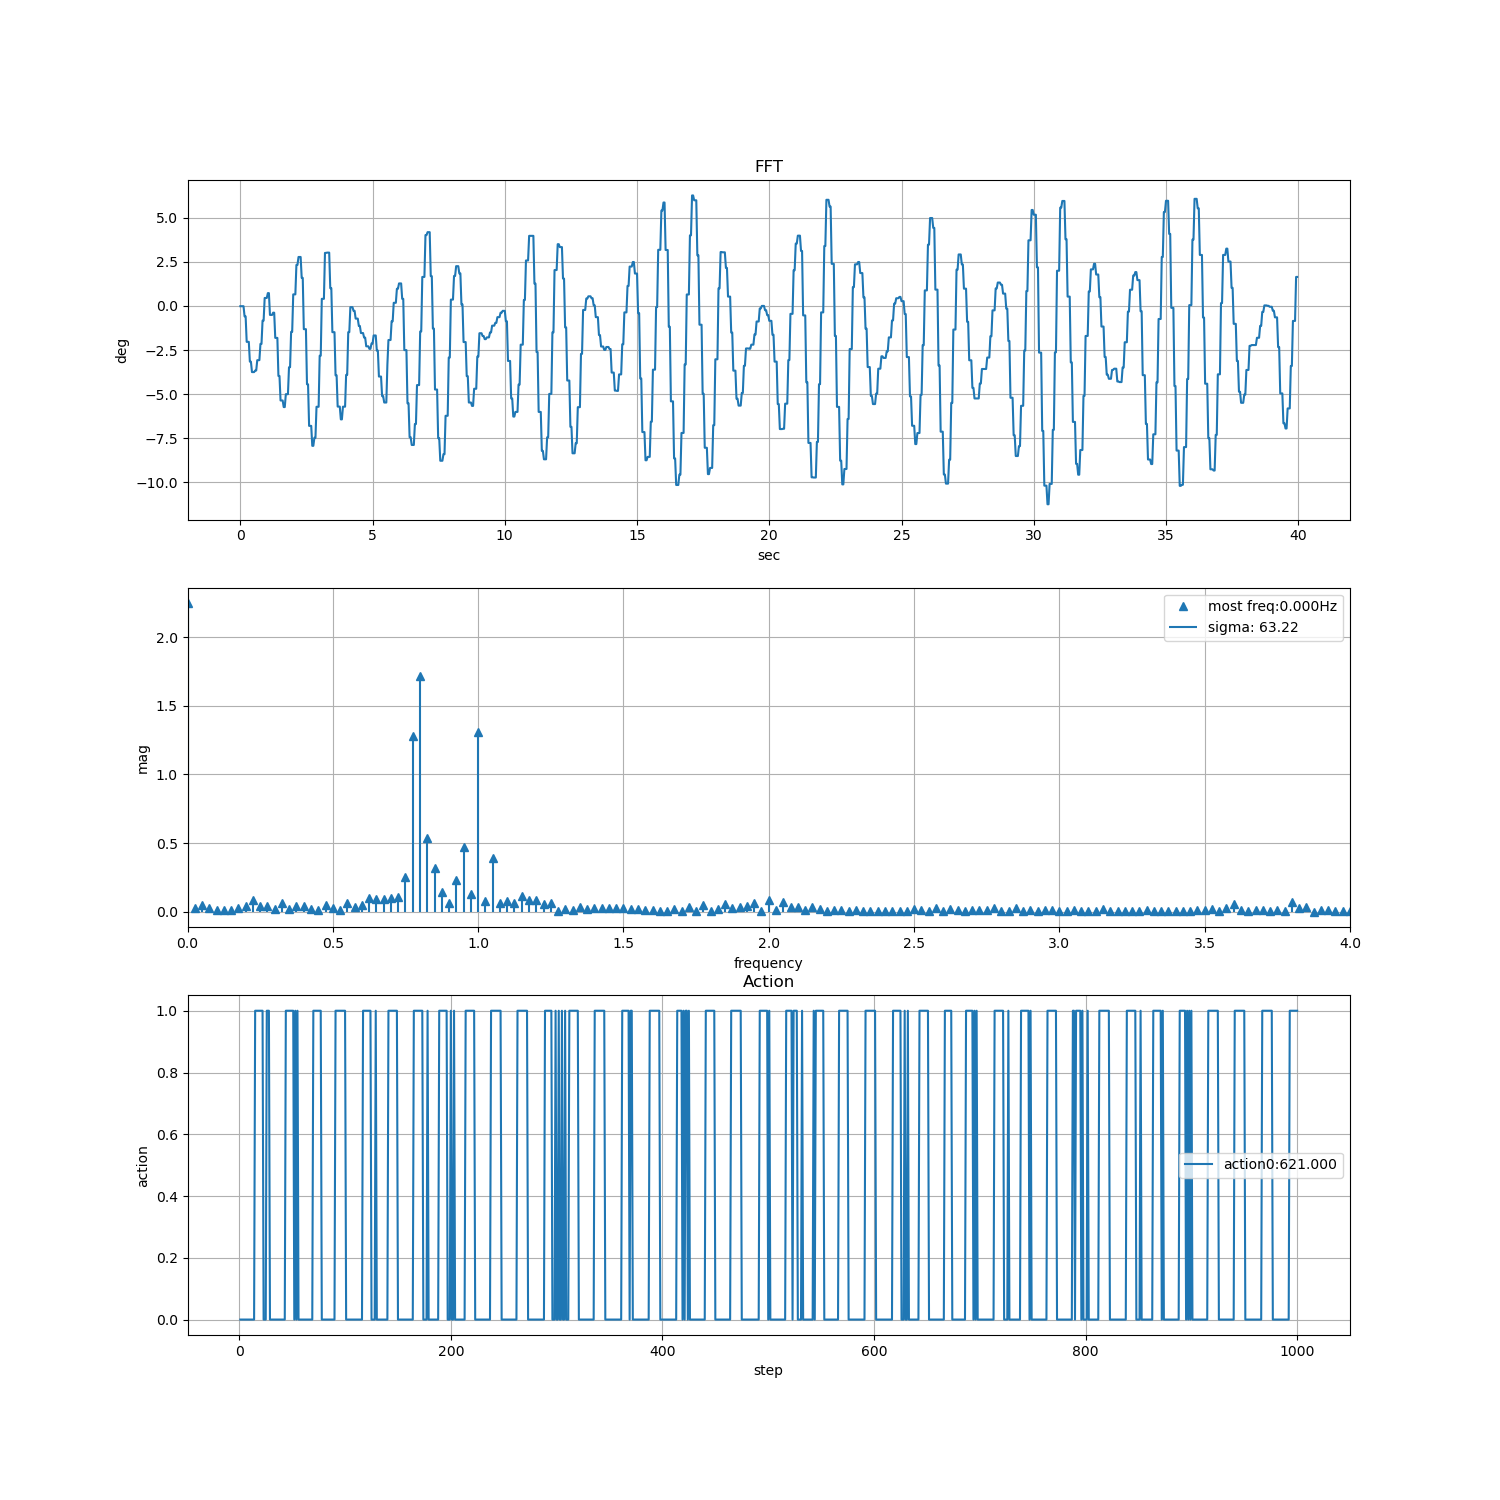 FFT
5.0
2.5
0.0
−2.5
−5.0
−7.5
−10.0
deg
0 5 10 15 20 25 30 35 40
sec
most freq:0.000Hz
sigma: 63.22
2.0
1.5
1.0
0.5
0.0
mag
0.0 0.5 1.0 1.5 2.0 2.5 3.0 3.5 4.0
frequency
Action
1.0
0.8
0.6
0.4
0.2
0.0
action
action0:621.000
0 200 400 600 800 1000
step